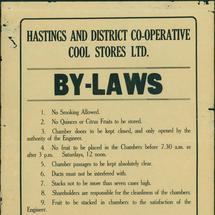 HASTINGS AND DISTRICT CO-OPERATIVE
COOL STORES LTD.
BY-LAWS
1. No Smoking Allowed.
2. No Quinces or Citrus Fruits to be stored.
3. Chamber doors to be kept closed, and only opened by the
authority of the Engineer.
4. No fruit to be placed in the Chambers before 7.30 a.m. or
after 3 p.m. Saturdays, 12 noon.
5. Chamber passages to be kept absolutely clear.
6. Ducts must not be interfered with.
7. Stacks not to be more than seven cases high.
8. Shareholders are responsible for the cleanliness of the chambers.
9. Fruit to be stacked in chambers to the satisfaction of the
Engineer.